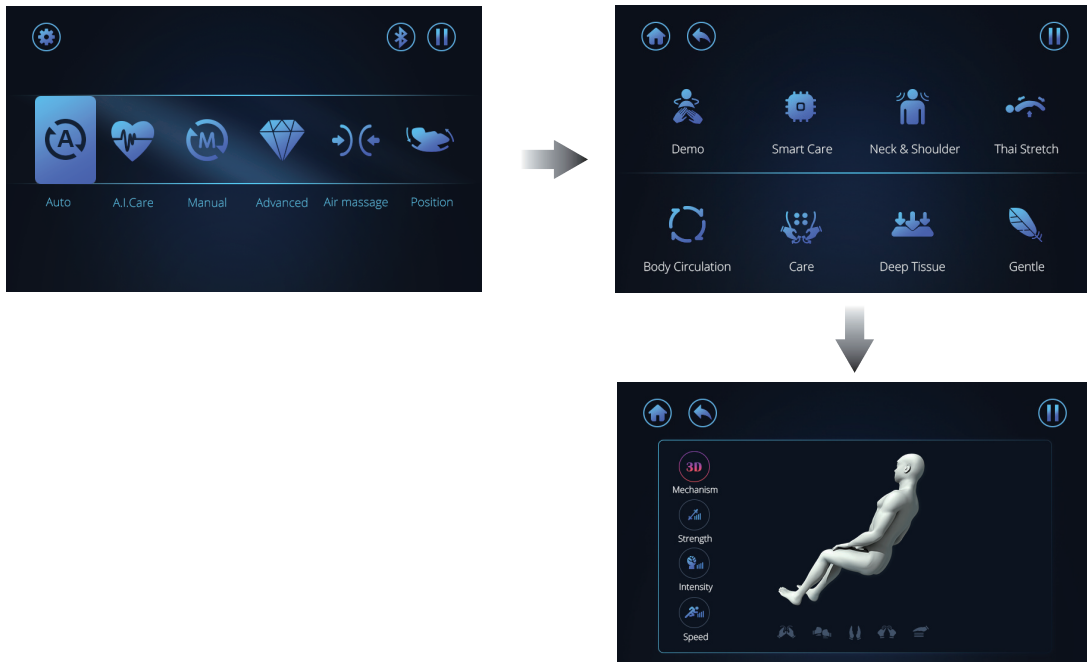 A
M
Auto A.I.Care Manual Advanced Air massage Position
Demo Smart Care Neck & Shoulder Thai Stretch
Body Circulation Care Deep Tissue Gentle
3D
Mechanism
Strength
Intensity
Speed